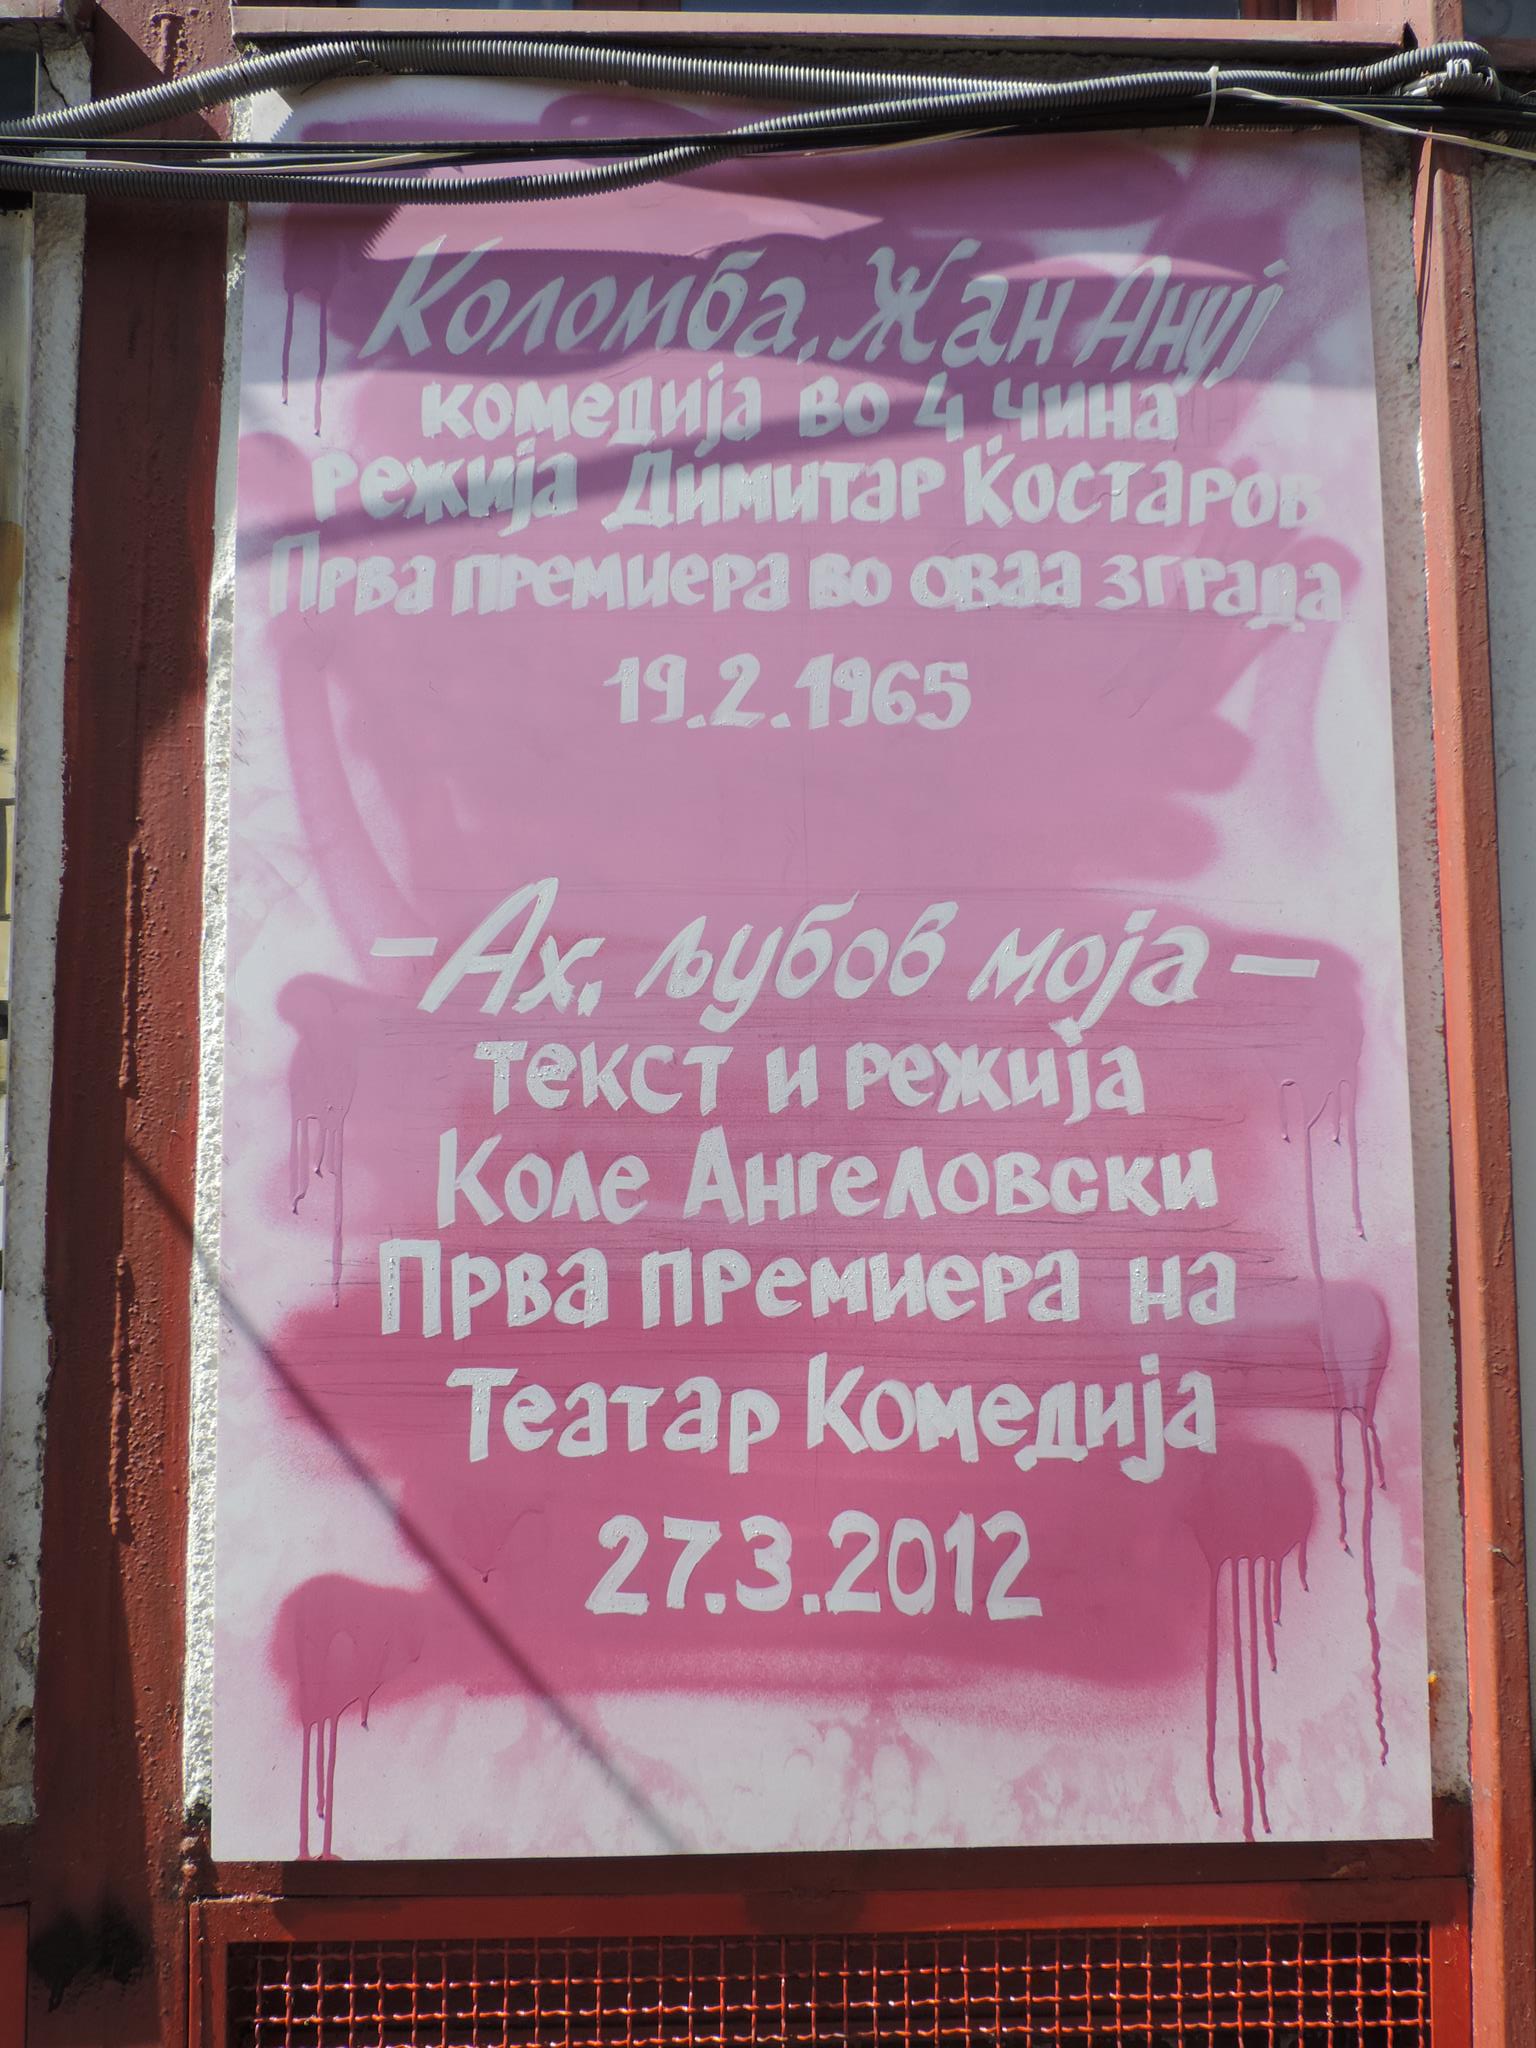 Коломба, Жан Ануј
комедија во 4 чина
режија Димитар Костаров
Прва премиера во оваа зграда
19.2.1965
- Ах, љубов моја -
текст и режија
Коле Ангеловски
Прва премиера на
Театар Комедија
27.3.2012